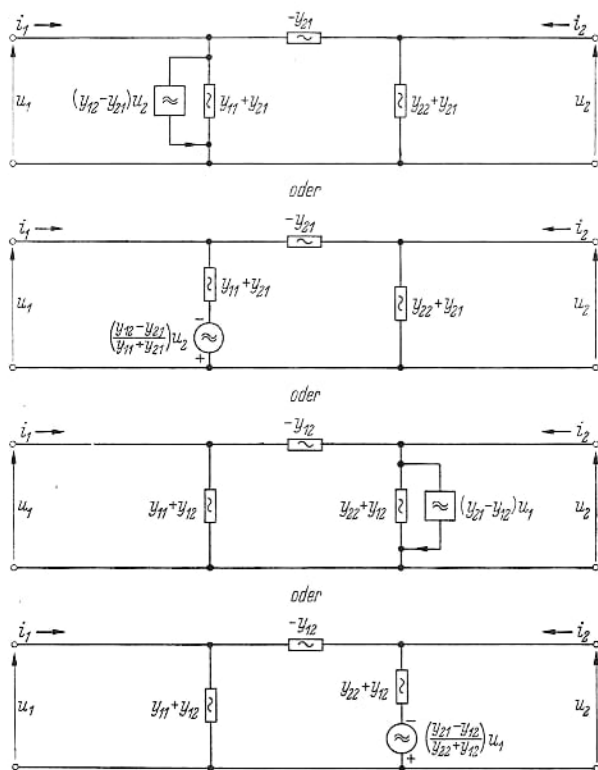 i₁ −y₂₁ i₂
u₁ (y₁₂−y₂₁)u₂ y₁₁+y₂₁ y₂₂+y₂₁ u₂
oder
i₁ −y₂₁ i₂
u₁ y₁₁+y₂₁ y₂₂+y₂₁ u₂
−
(y₁₂−y₂₁/y₁₁+y₂₁)u₂
+
oder
i₁ −y₁₂ i₂
u₁ y₁₁+y₁₂ y₂₂+y₁₂ (y₂₁−y₁₂)u₁ u₂
oder
i₁ −y₁₂ i₂
u₁ y₁₁+y₁₂ y₂₂+y₁₂ u₂
−
(y₂₁−y₁₂/y₂₂+y₁₂)u₁
+